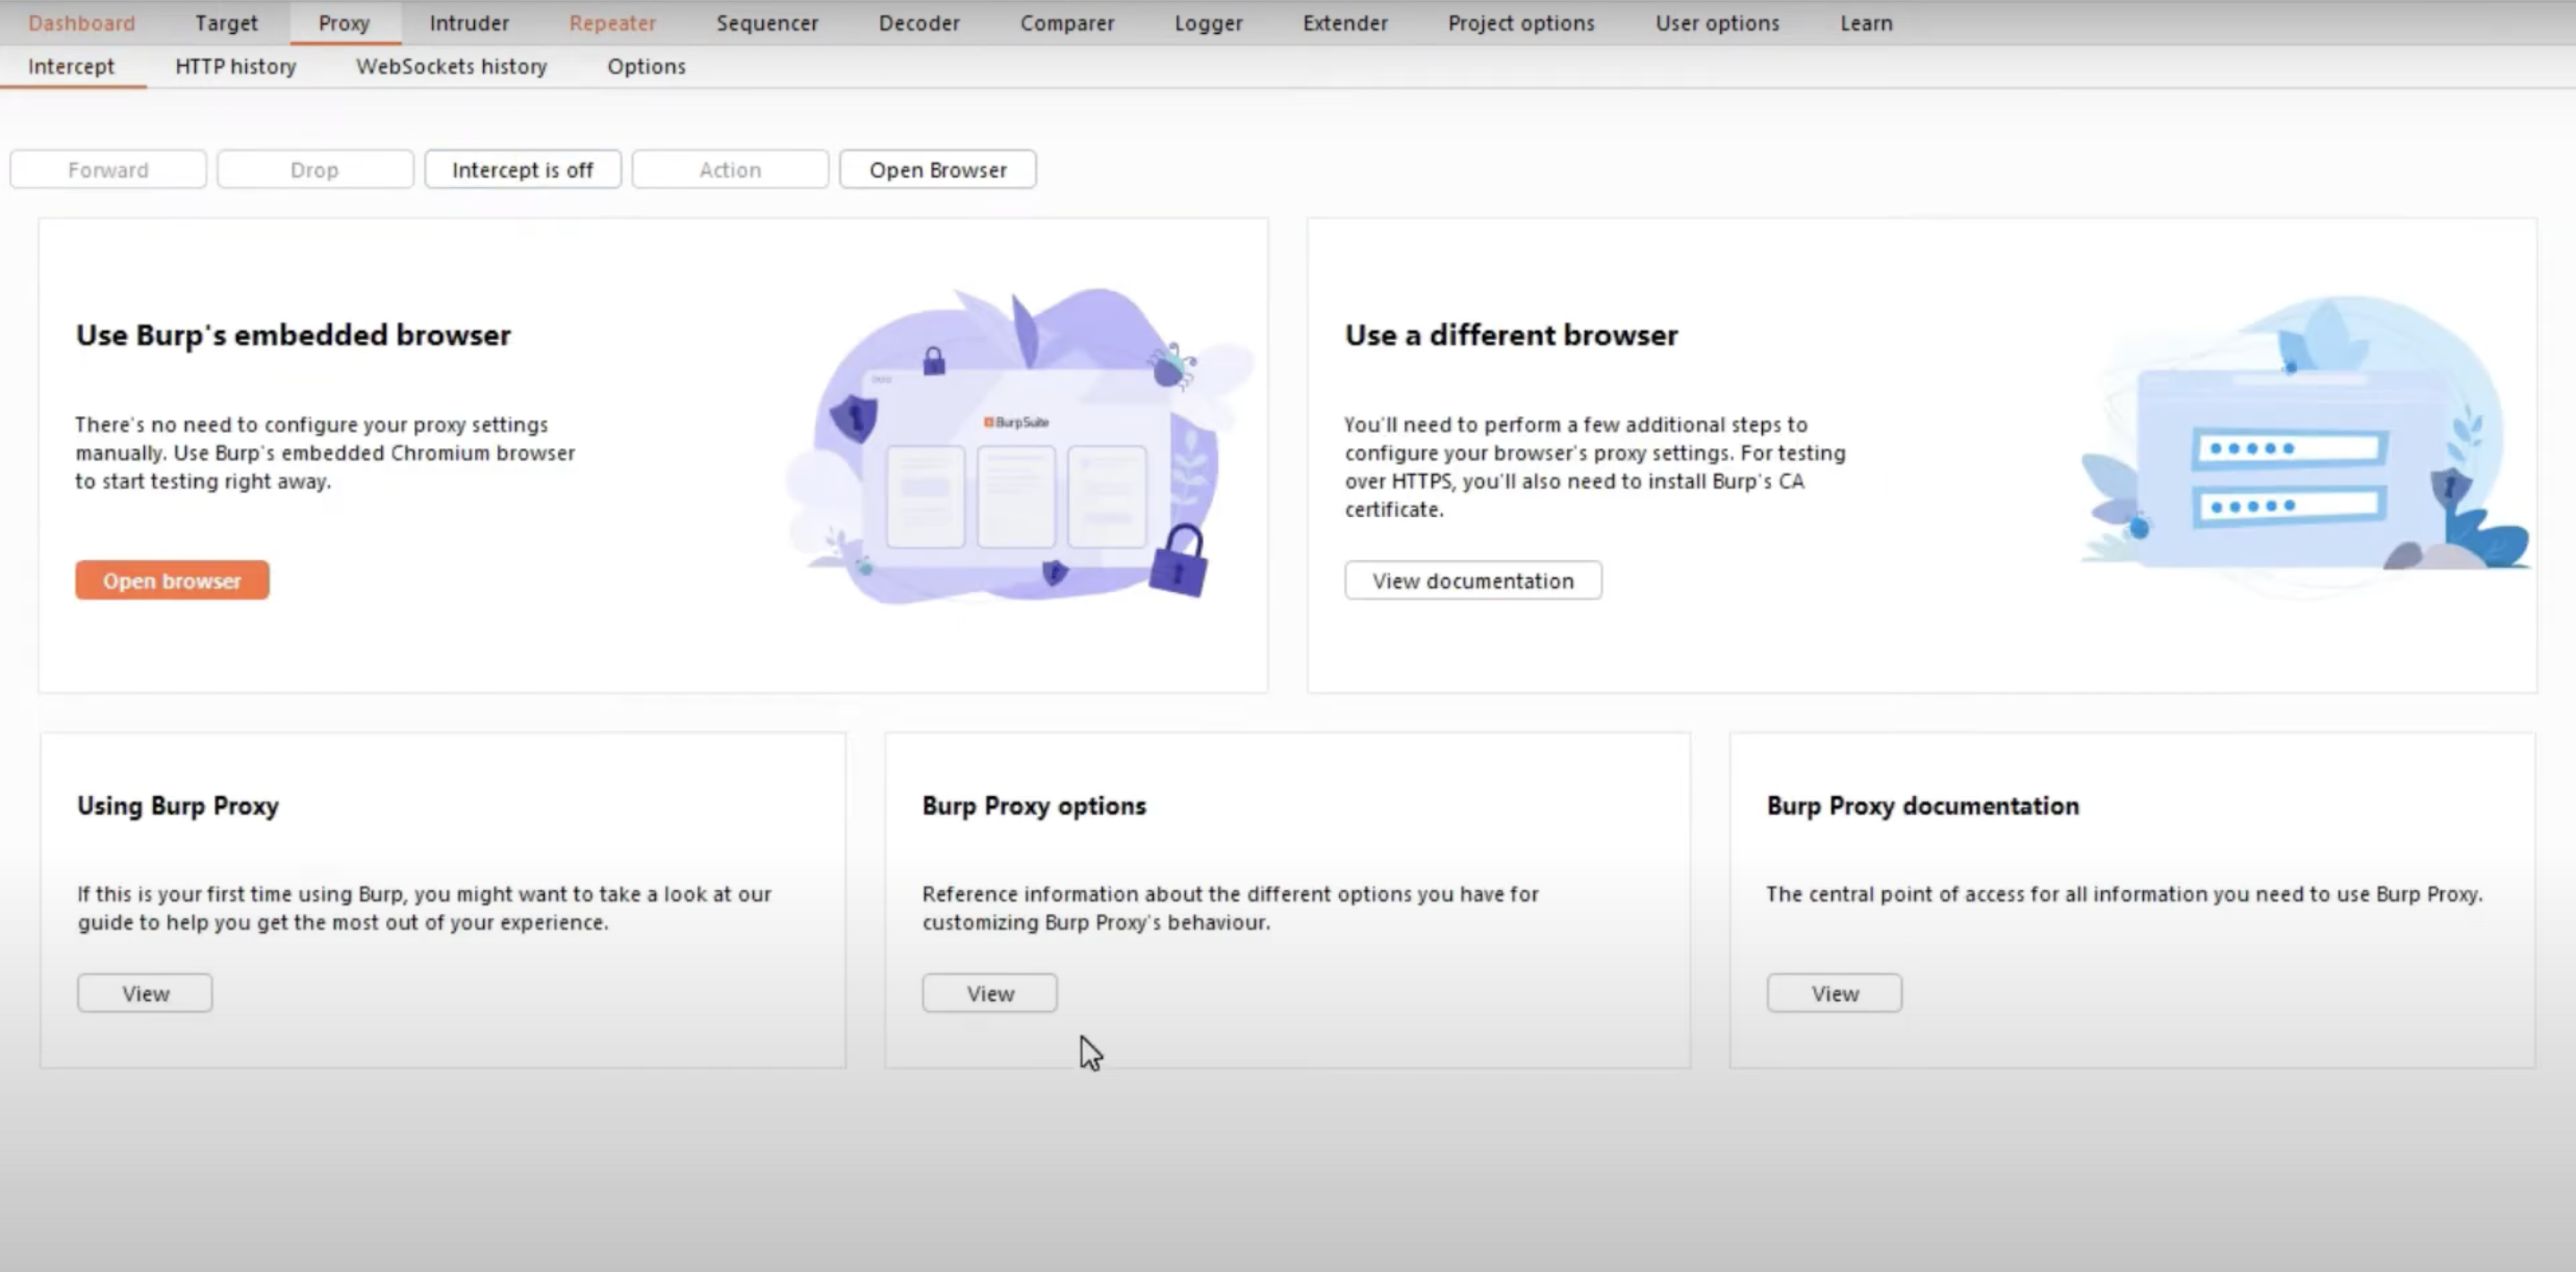 Dashboard Target Proxy Intruder Repeater Sequencer Decoder Comparer Logger Extender Project options User options Learn
Intercept HTTP history WebSockets history Options
Forward Drop Intercept is off Action Open Browser
Use Burp's embedded browser
There's no need to configure your proxy settings
manually. Use Burp's embedded Chromium browser
to start testing right away.
Open browser
BurpSuite
Use a different browser
You'll need to perform a few additional steps to
configure your browser's proxy settings. For testing
over HTTPS, you'll also need to install Burp's CA
certificate.
View documentation
Using Burp Proxy
If this is your first time using Burp, you might want to take a look at our
guide to help you get the most out of your experience.
View
Burp Proxy options
Reference information about the different options you have for
customizing Burp Proxy's behaviour.
View
Burp Proxy documentation
The central point of access for all information you need to use Burp Proxy.
View